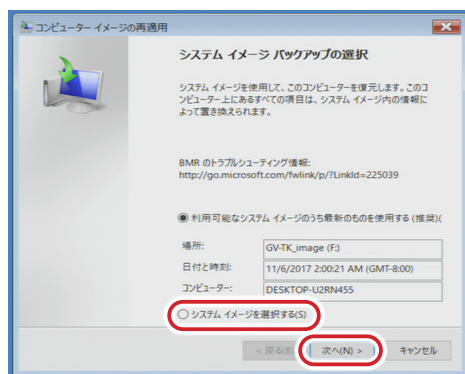 コンピューター イメージの再適用
システム イメージ バックアップの選択
システム イメージを使用して、このコンピューターを復元します。このコ
ンピューター上にあるすべての項目は、システム イメージ内の情報に
よって置き換えられます。
BMR のトラブルシューティング情報:
http://go.microsoft.com/fwlink/p/?LinkId=225039
利用可能なシステム イメージのうち最新のものを使用する (推奨)(
場所: GV-TK_image (F:)
日付と時刻: 11/6/2017 2:00:21 AM (GMT-8:00)
コンピューター: DESKTOP-U2RN455
システム イメージを選択する(S)
< 戻る(B) 次へ(N) > キャンセル